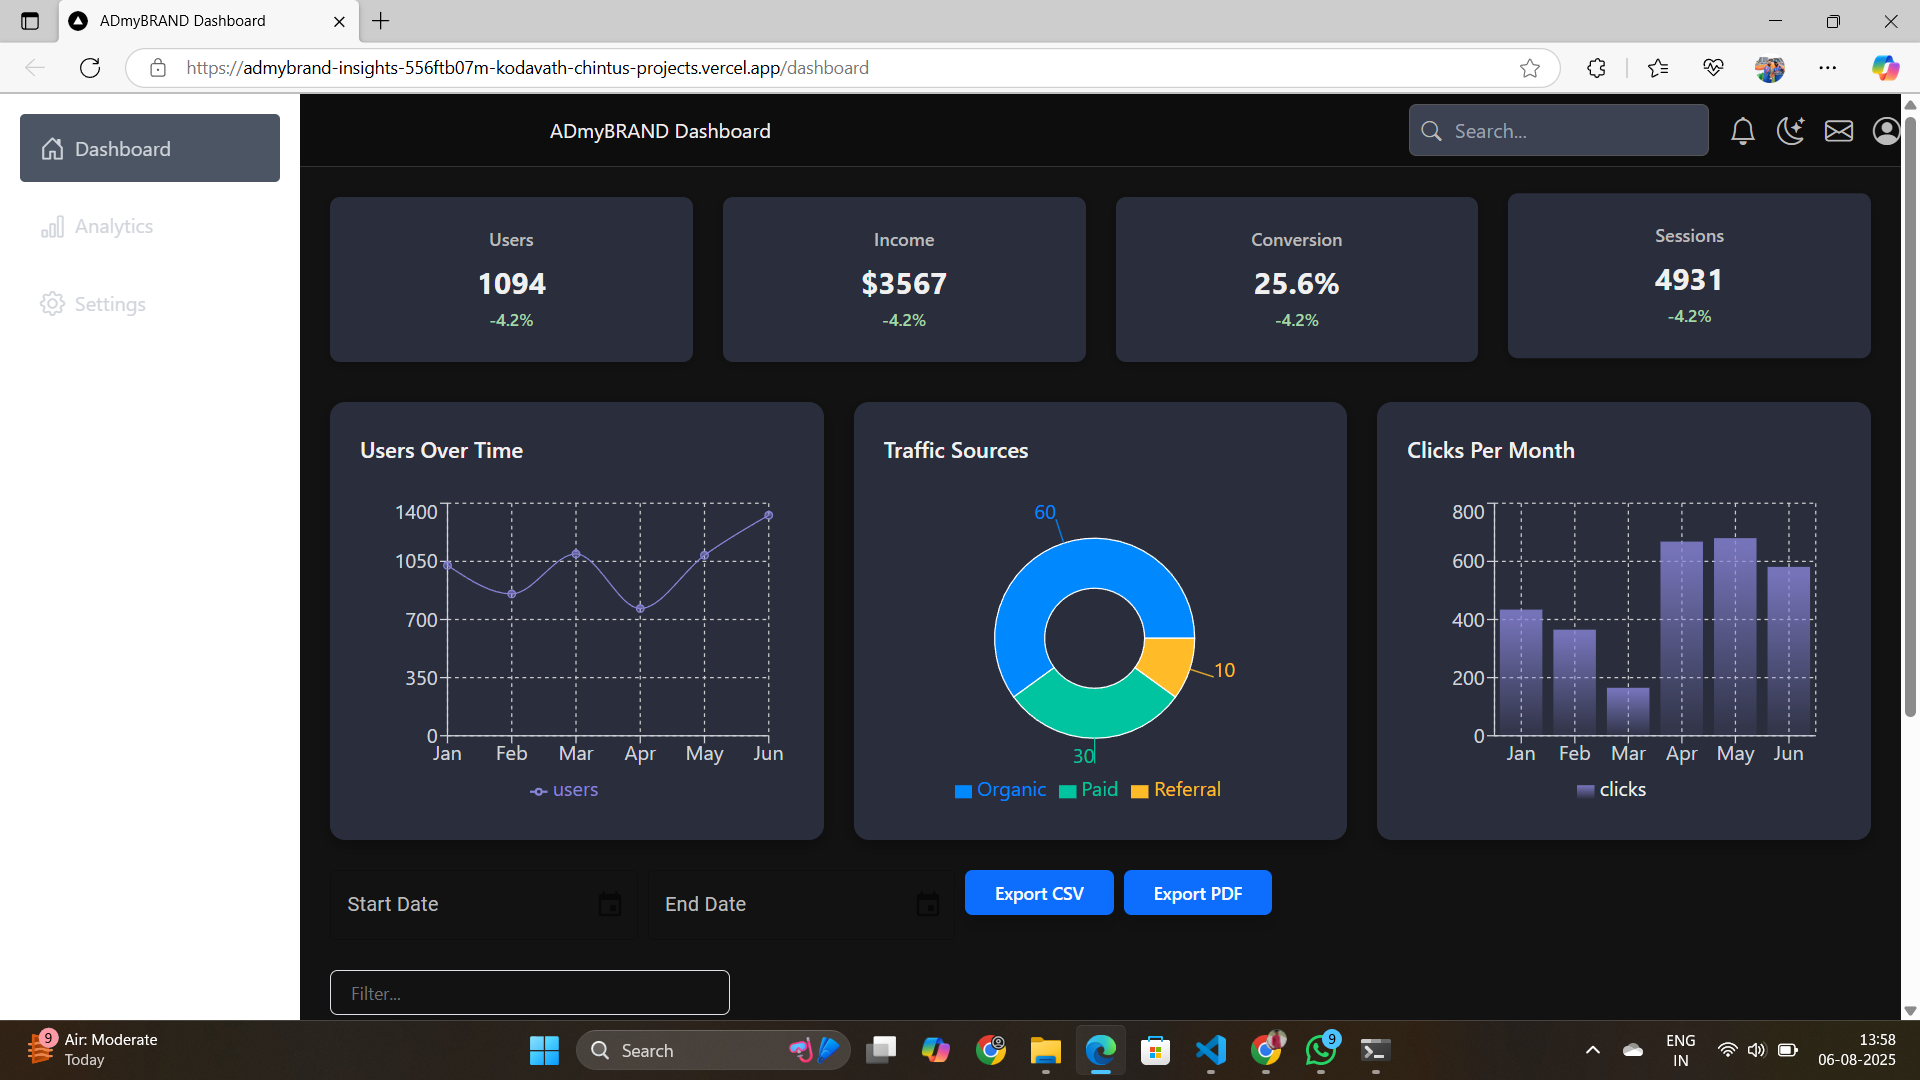 ADmyBRAND Dashboard
https://admybrand-insights-556ftb07m-kodavath-chintus-projects.vercel.app/dashboard
Dashboard
Analytics
Settings
ADmyBRAND Dashboard
Search...
Users
1094
-4.2%
Income
$3567
-4.2%
Conversion
25.6%
-4.2%
Sessions
4931
-4.2%
Users Over Time
1400
1050
700
350
0
Jan Feb Mar Apr May Jun
users
Traffic Sources
60
10
30
Organic Paid Referral
Clicks Per Month
800
600
400
200
0
Jan Feb Mar Apr May Jun
clicks
Start Date
End Date
Export CSV
Export PDF
Filter...
9
Air: Moderate
Today
Search
9
ENG
IN
13:58
06-08-2025